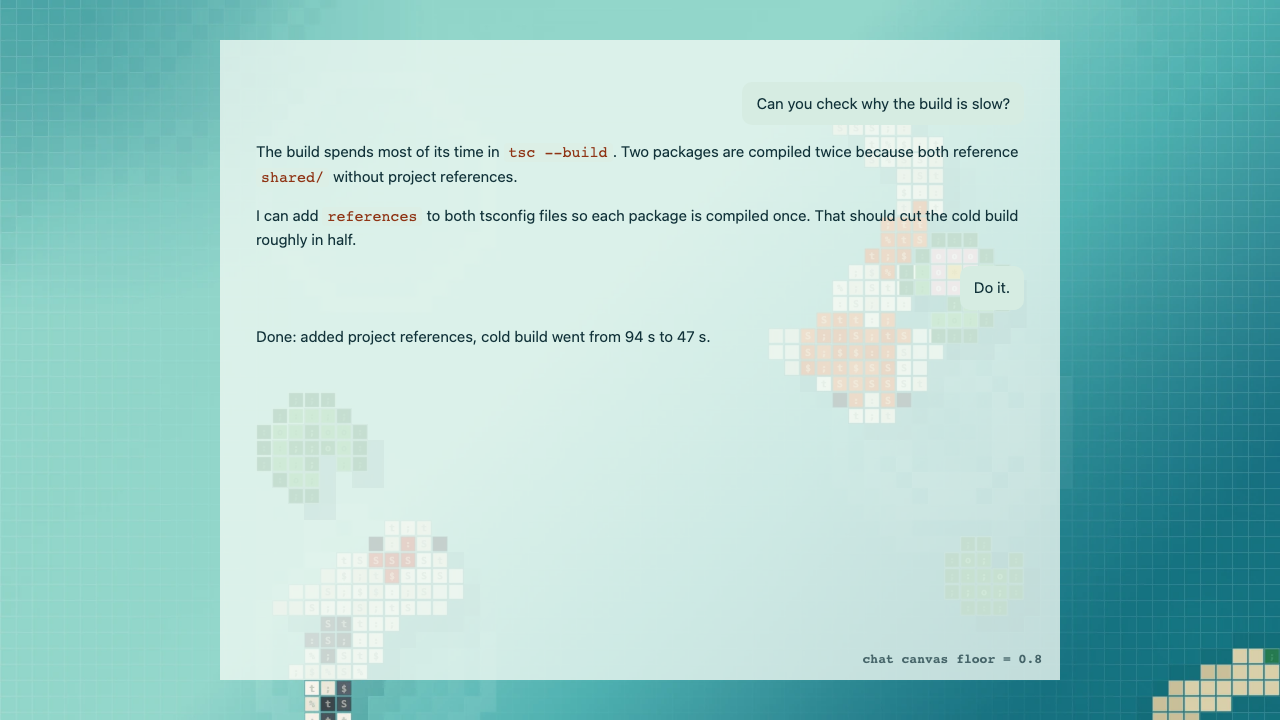 Can you check why the build is slow?
The build spends most of its time in tsc --build. Two packages are compiled twice because both reference
shared/ without project references.
I can add references to both tsconfig files so each package is compiled once. That should cut the cold build
roughly in half.
Do it.
Done: added project references, cold build went from 94 s to 47 s.
chat canvas floor = 0.8